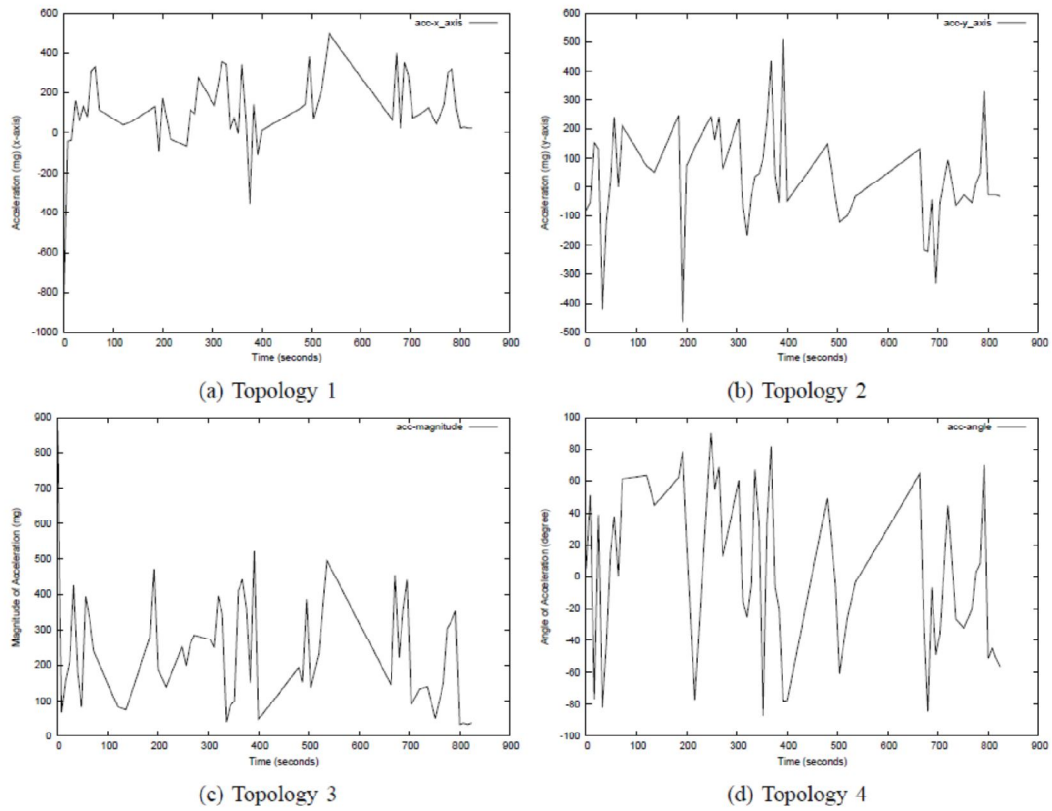 acc-x_axis
600
400
200
0
-200
-400
-600
-800
-1000
Acceleration (mg) (x-axis)
0 100 200 300 400 500 600 700 800 900
Time (seconds)
(a) Topology 1
acc-y_axis
600
500
400
300
200
100
0
-100
-200
-300
-400
-500
Acceleration (mg) (y-axis)
0 100 200 300 400 500 600 700 800 900
Time (seconds)
(b) Topology 2
acc-magnitude
900
800
700
600
500
400
300
200
100
0
Magnitude of Acceleration (mg)
0 100 200 300 400 500 600 700 800 900
Time (seconds)
(c) Topology 3
acc-angle
100
80
60
40
20
0
-20
-40
-60
-80
-100
Angle of Acceleration (degree)
0 100 200 300 400 500 600 700 800 900
Time (seconds)
(d) Topology 4